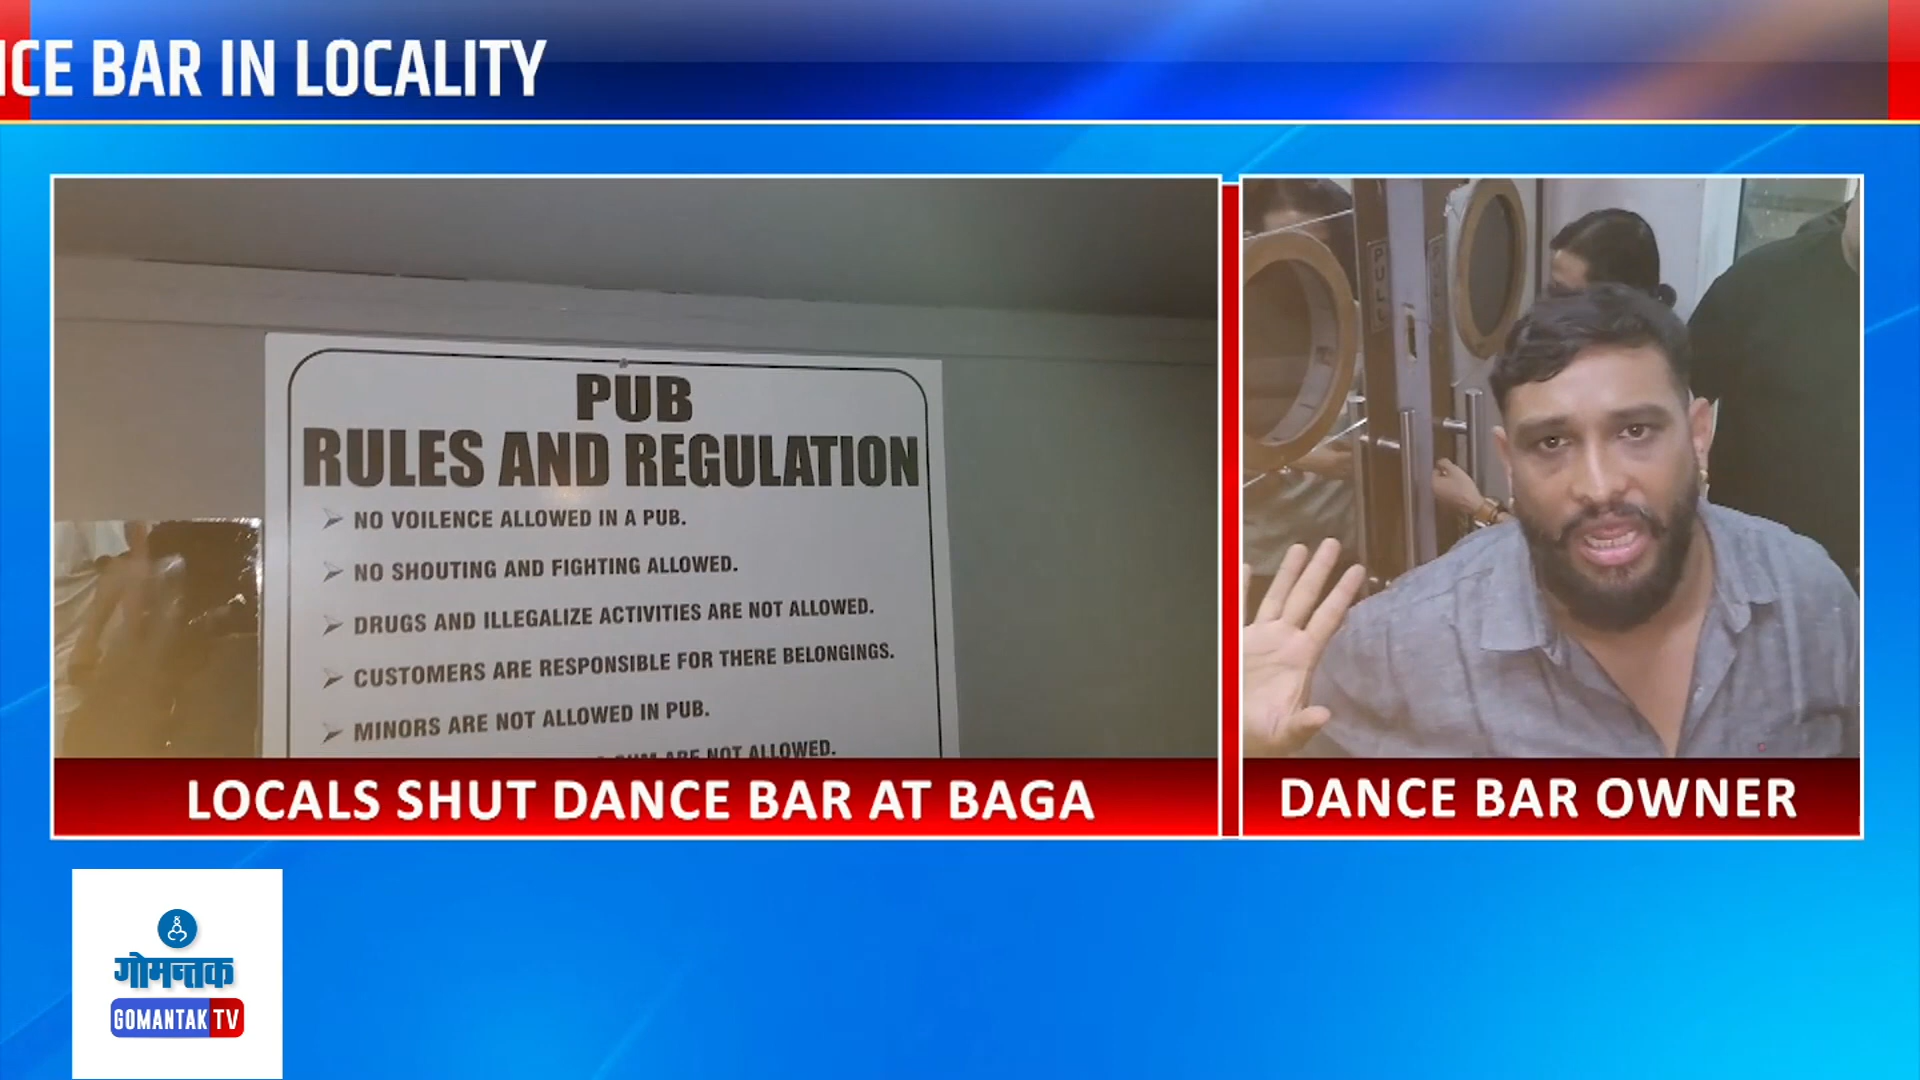 CE BAR IN LOCALITY
PUB
RULES AND REGULATION
NO VOILENCE ALLOWED IN A PUB.
NO SHOUTING AND FIGHTING ALLOWED.
DRUGS AND ILLEGALIZE ACTIVITIES ARE NOT ALLOWED.
CUSTOMERS ARE RESPONSIBLE FOR THERE BELONGINGS.
MINORS ARE NOT ALLOWED IN PUB.
ARE NOT ALLOWED.
PULL
LOCALS SHUT DANCE BAR AT BAGA
DANCE BAR OWNER
गोमन्तक
GOMANTAK TV